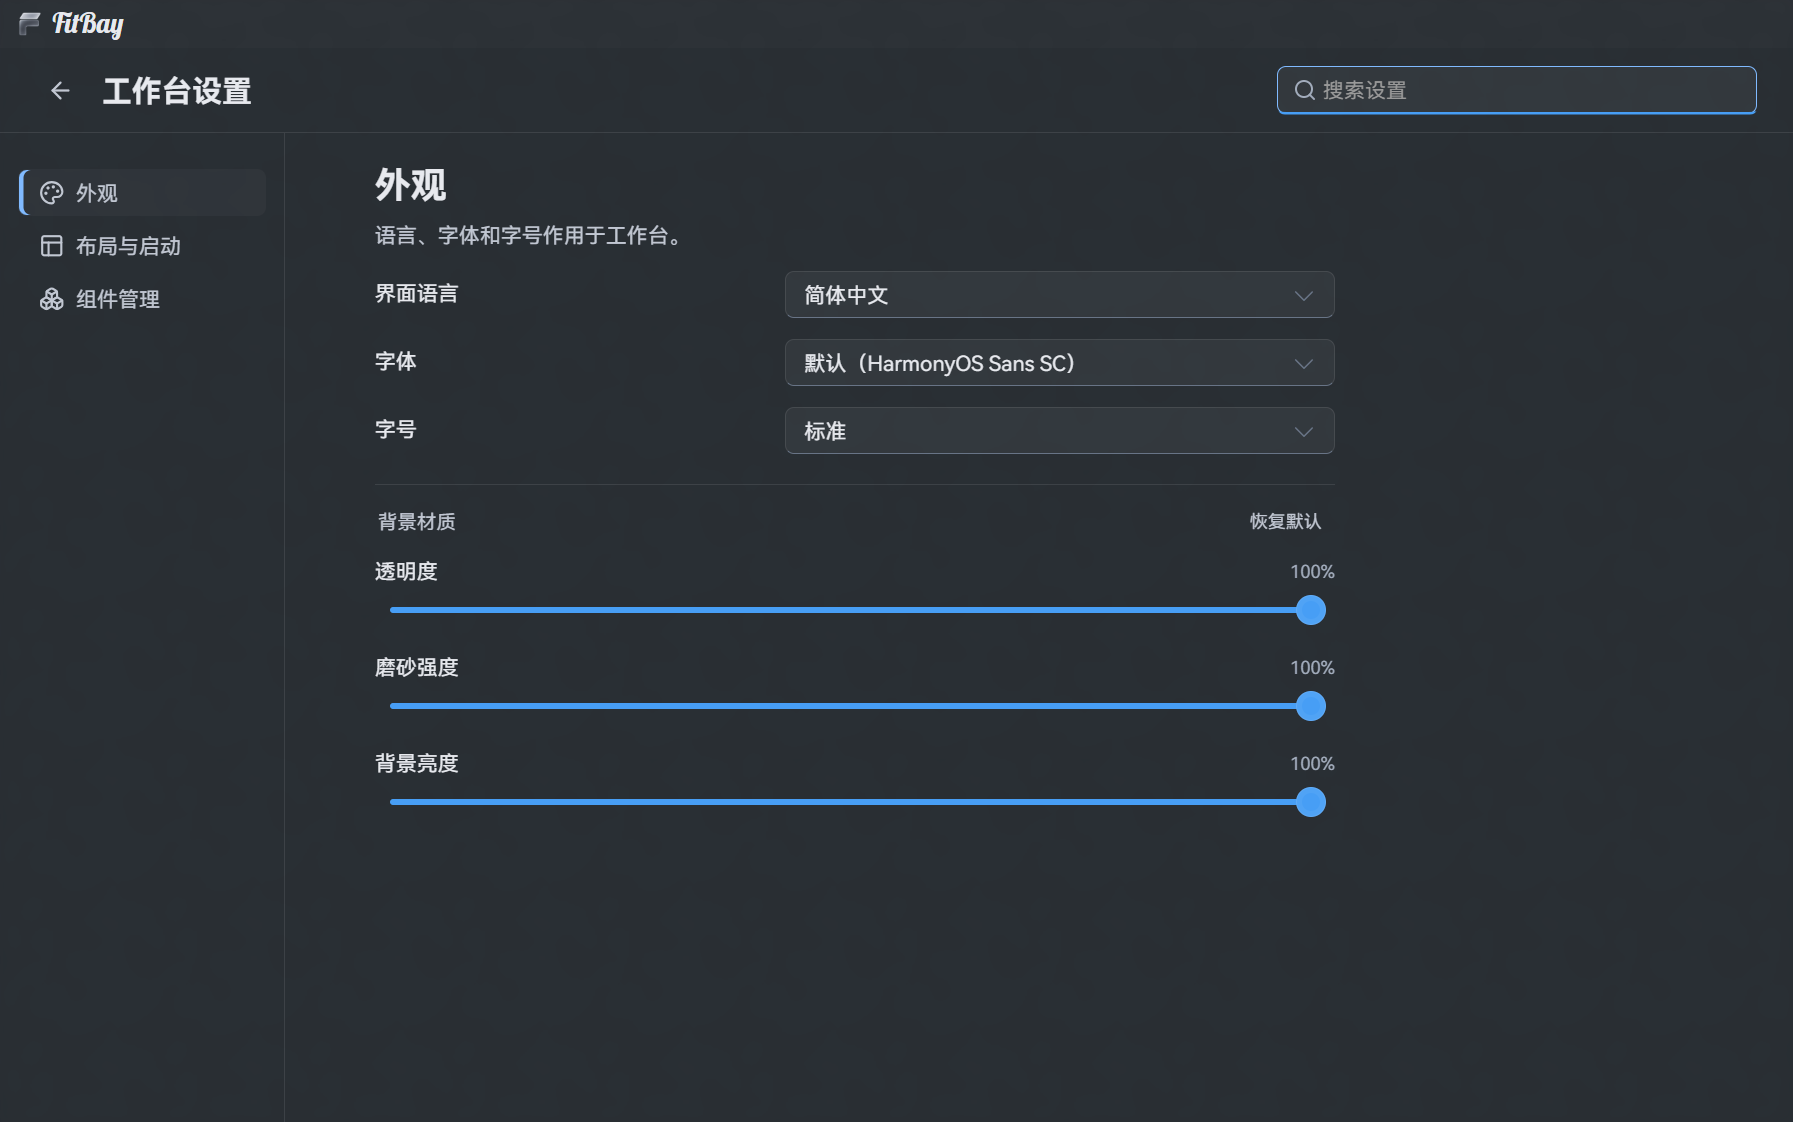 FitBay
工作台设置
搜索设置
外观
布局与启动
组件管理
外观
语言、字体和字号作用于工作台。
界面语言
简体中文
字体
默认（HarmonyOS Sans SC）
字号
标准
背景材质
恢复默认
透明度
100%
磨砂强度
100%
背景亮度
100%